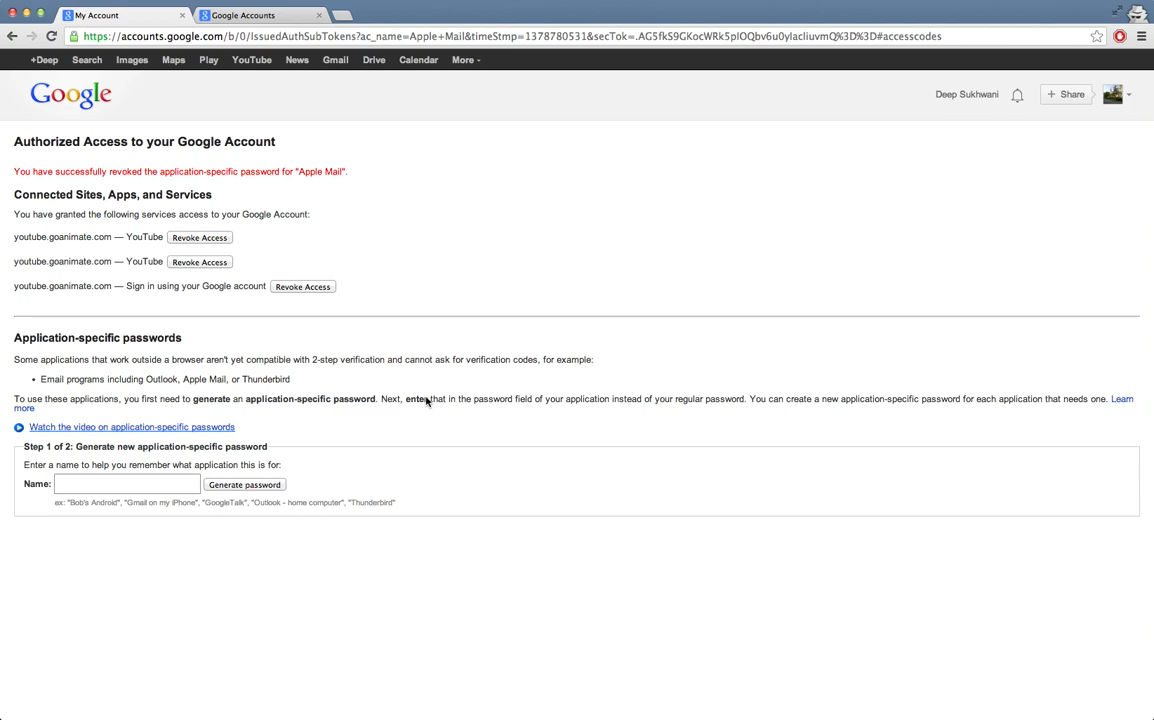 My Account
Google Accounts
https://accounts.google.com/b/0/IssuedAuthSubTokens?ac_name=Apple+Mail&timeStmp=1378780531&secTok=.AG5fkS9GKocWRk5plOQbv6u0ylacliuvmQ%3D%3D#accesscodes
+Deep Search Images Maps Play YouTube News Gmail Drive Calendar More
Google
Deep Sukhwani
+ Share
Authorized Access to your Google Account
You have successfully revoked the application-specific password for "Apple Mail".
Connected Sites, Apps, and Services
You have granted the following services access to your Google Account:
youtube.goanimate.com — YouTube Revoke Access
youtube.goanimate.com — YouTube Revoke Access
youtube.goanimate.com — Sign in using your Google account Revoke Access
Application-specific passwords
Some applications that work outside a browser aren't yet compatible with 2-step verification and cannot ask for verification codes, for example:
• Email programs including Outlook, Apple Mail, or Thunderbird
To use these applications, you first need to generate an application-specific password. Next, enter that in the password field of your application instead of your regular password. You can create a new application-specific password for each application that needs one. Learn
more
Watch the video on application-specific passwords
Step 1 of 2: Generate new application-specific password
Enter a name to help you remember what application this is for:
Name: Generate password
ex: "Bob's Android", "Gmail on my iPhone", "GoogleTalk", "Outlook - home computer", "Thunderbird"